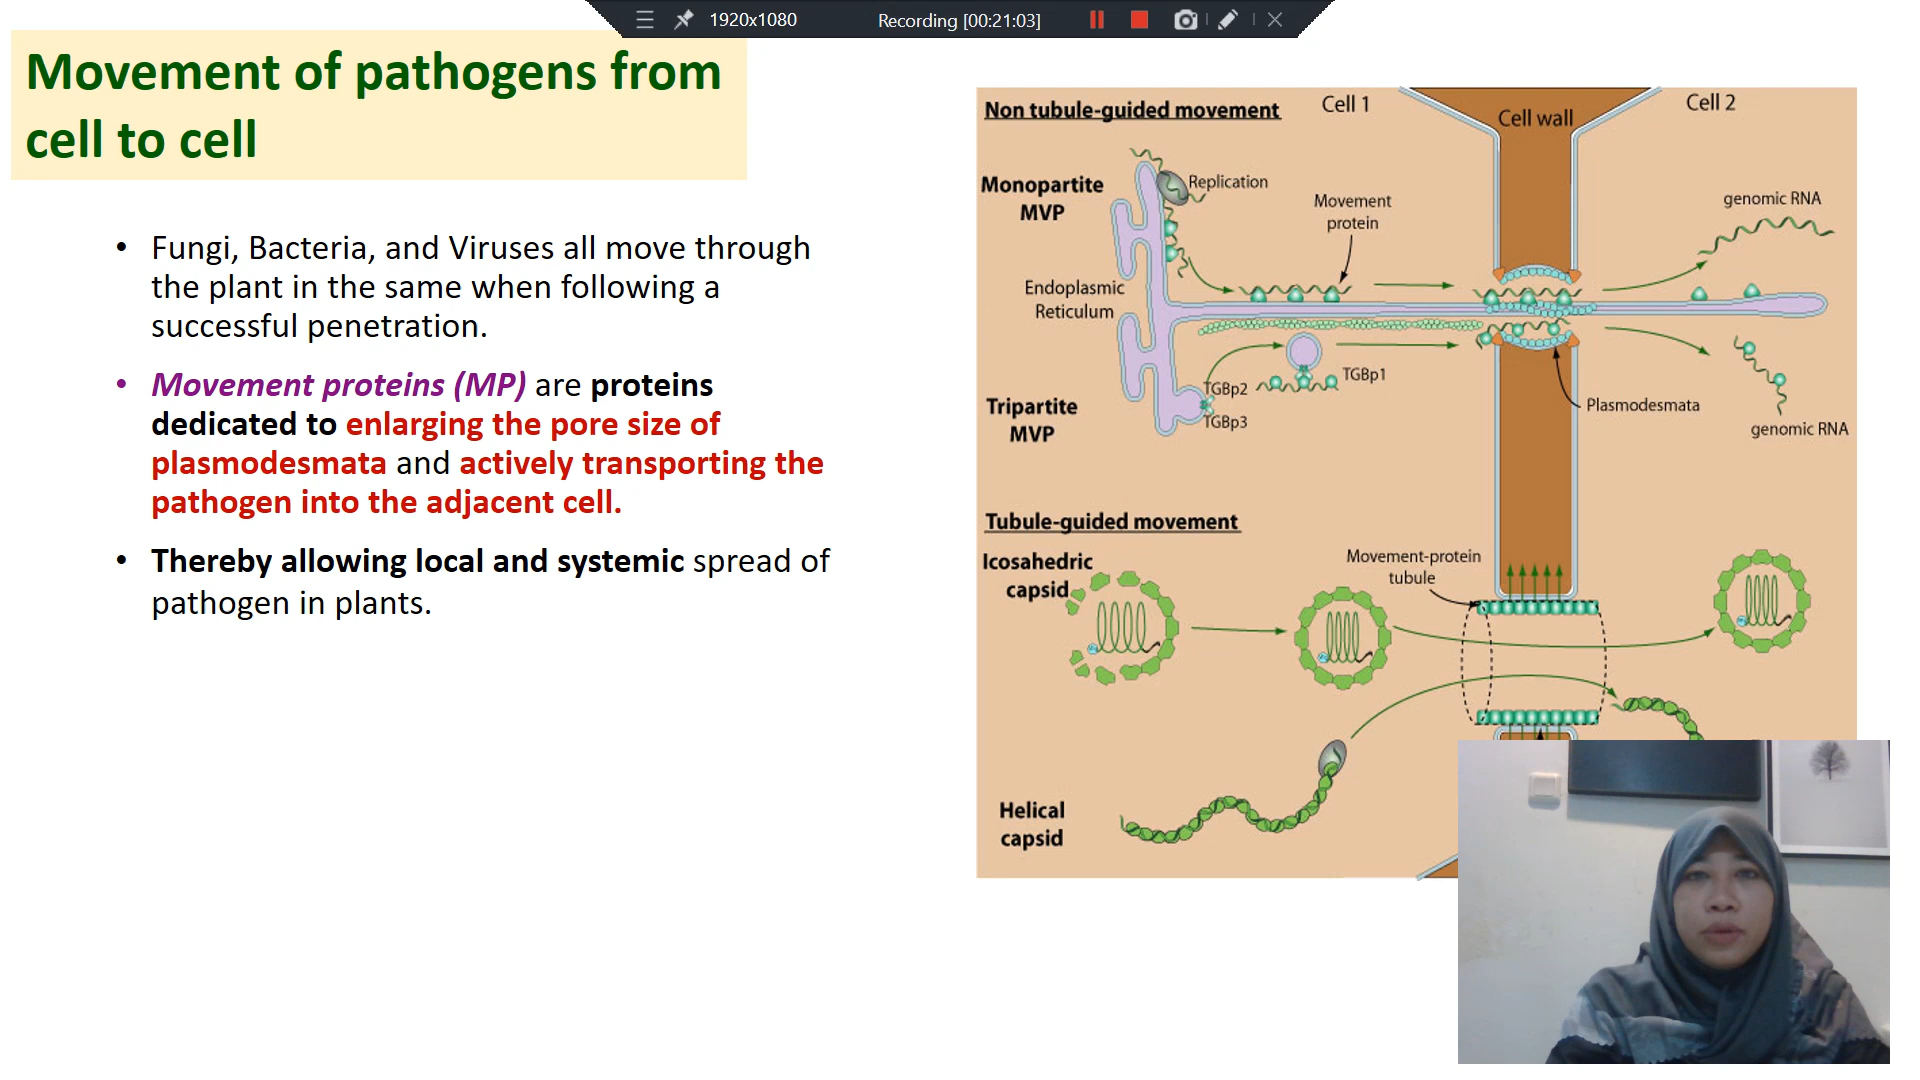 1920x1080 Recording [00:21:03]
Movement of pathogens from
cell to cell
• Fungi, Bacteria, and Viruses all move through
the plant in the same when following a
successful penetration.
• Movement proteins (MP) are proteins
dedicated to enlarging the pore size of
plasmodesmata and actively transporting the
pathogen into the adjacent cell.
• Thereby allowing local and systemic spread of
pathogen in plants.
Non tubule-guided movement
Cell 1
Cell wall
Cell 2
Monopartite
MVP
Replication
Movement
protein
genomic RNA
Endoplasmic
Reticulum
TGBp2
TGBp1
TGBp3
Tripartite
MVP
Plasmodesmata
genomic RNA
Tubule-guided movement
Icosahedric
capsid
Movement-protein
tubule
Helical
capsid